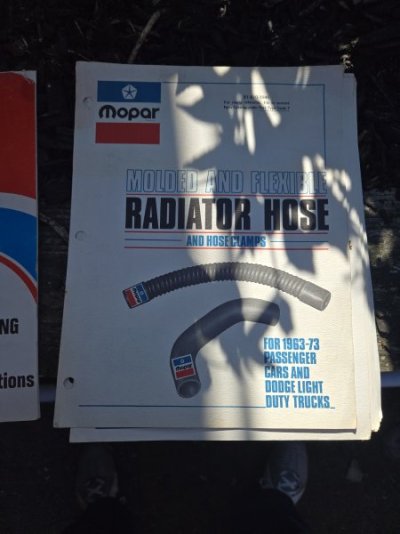 Mopar
MOLDED AND FLEXIBLE
RADIATOR HOSE
AND HOSE CLAMPS
Mopar
FOR 1963-73
PASSENGER
CARS AND
DODGE LIGHT
DUTY TRUCKS
NG
tions